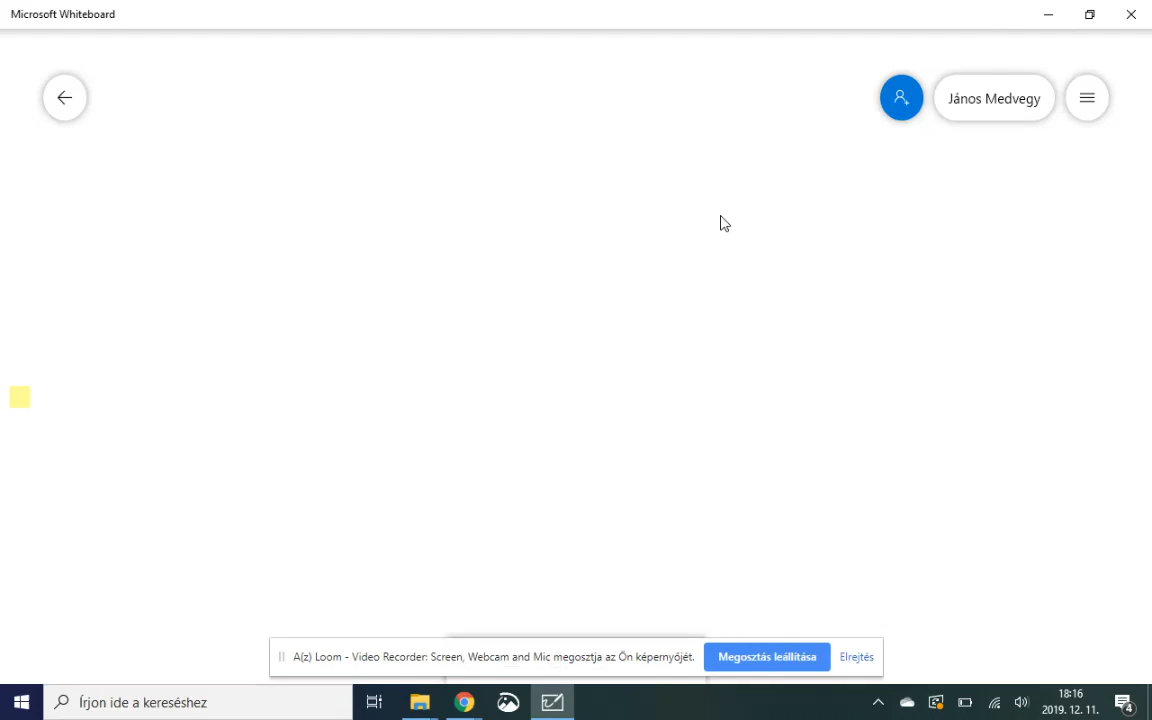 Microsoft Whiteboard
János Medvegy
A(z) Loom - Video Recorder: Screen, Webcam and Mic megosztja az Ön képernyőjét.
Megosztás leállítása
Elrejtés
Írjon ide a kereséshez
18:16
2019. 12. 11.
4